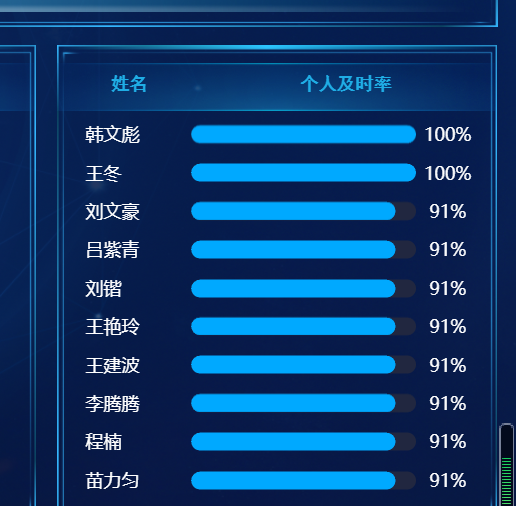 姓名 个人及时率
韩文彪 100%
王冬 100%
刘文豪 91%
吕紫青 91%
刘锴 91%
王艳玲 91%
王建波 91%
李腾腾 91%
程楠 91%
苗力匀 91%